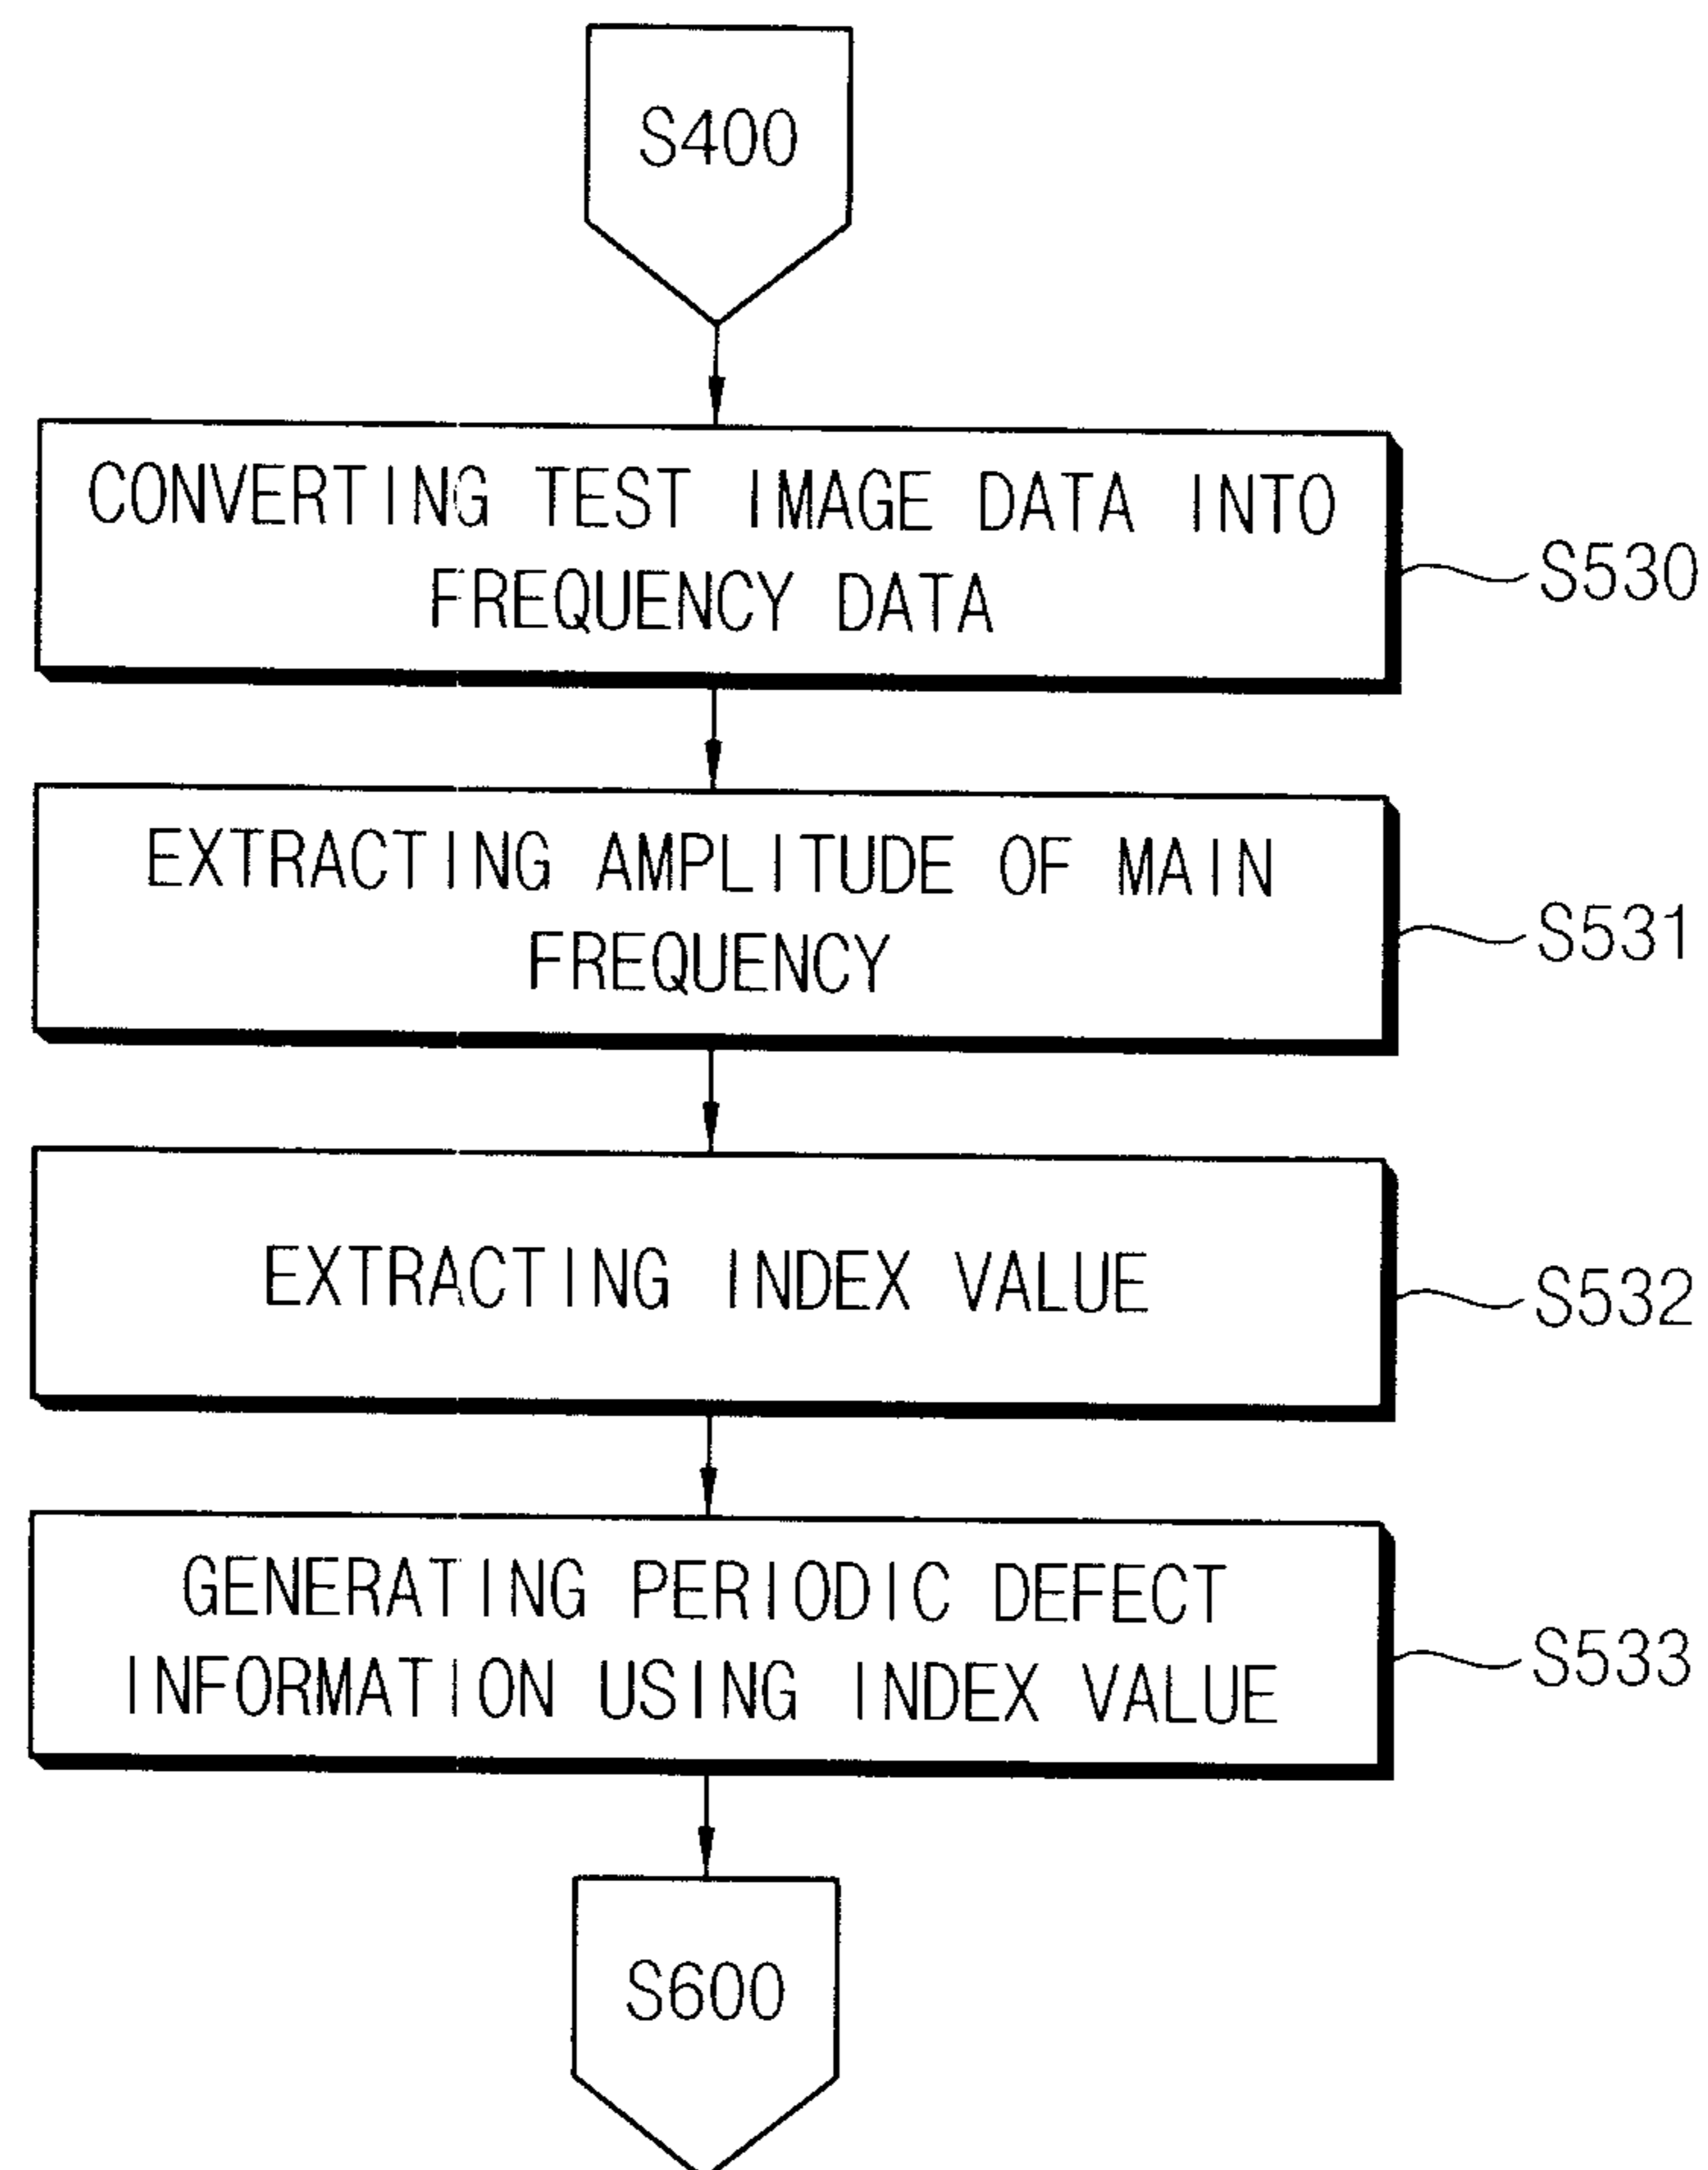 S400
CONVERTING TEST IMAGE DATA INTO
FREQUENCY DATA
S530
EXTRACTING AMPLITUDE OF MAIN
FREQUENCY
S531
EXTRACTING INDEX VALUE
S532
GENERATING PERIODIC DEFECT
INFORMATION USING INDEX VALUE
S533
S600